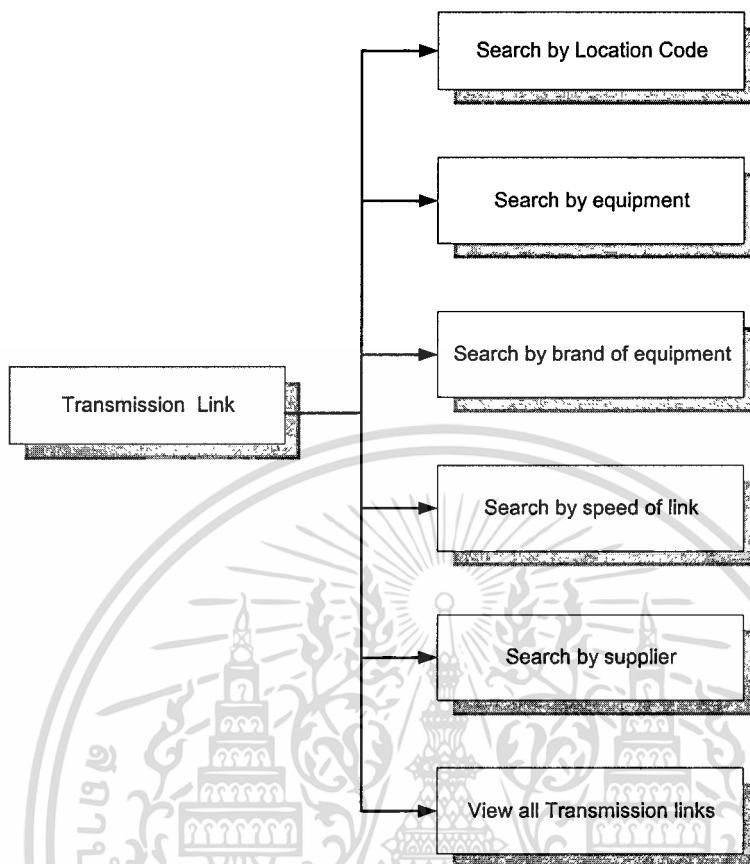 Search by Location Code
Search by equipment
Search by brand of equipment
Transmission Link
Search by speed of link
Search by supplier
View all Transmission links